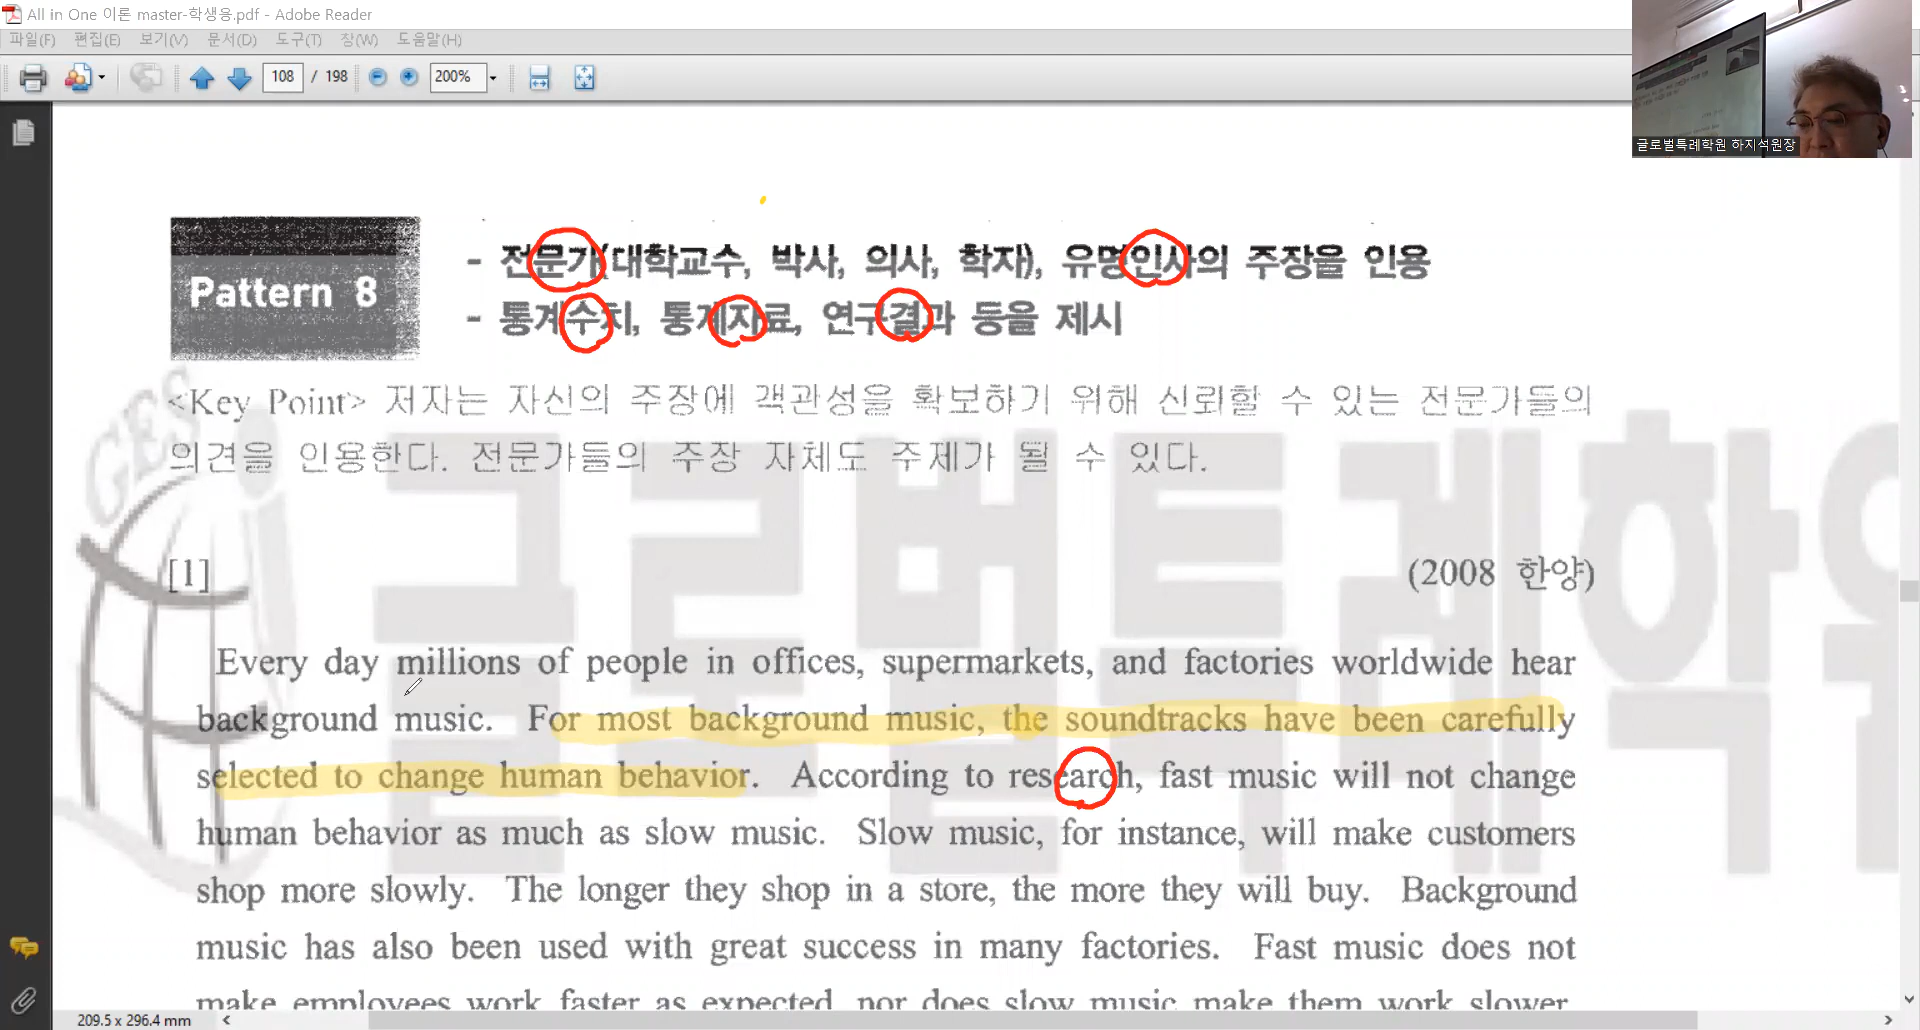 All in One 이론 master-학생용.pdf - Adobe Reader
파일(F) 편집(E) 보기(V) 문서(D) 도구(T) 창(W) 도움말(H)
108 / 198 200%
글로벌특례학원 하지석원장
Pattern 8
- 전문가(대학교수, 박사, 의사, 학자), 유명인사의 주장을 인용
- 통계수치, 통계자료, 연구결과 등을 제시
<Key Point> 저자는 자신의 주장에 객관성을 확보하기 위해 신뢰할 수 있는 전문가들의
의견을 인용한다. 전문가들의 주장 자체도 주제가 될 수 있다.
GES
글로벌특례학원
[1] (2008 한양)
Every day millions of people in offices, supermarkets, and factories worldwide hear
background music. For most background music, the soundtracks have been carefully
selected to change human behavior. According to research, fast music will not change
human behavior as much as slow music. Slow music, for instance, will make customers
shop more slowly. The longer they shop in a store, the more they will buy. Background
music has also been used with great success in many factories. Fast music does not
make employees work faster as expected, nor does slow music make them work slower.
209.5 x 296.4 mm